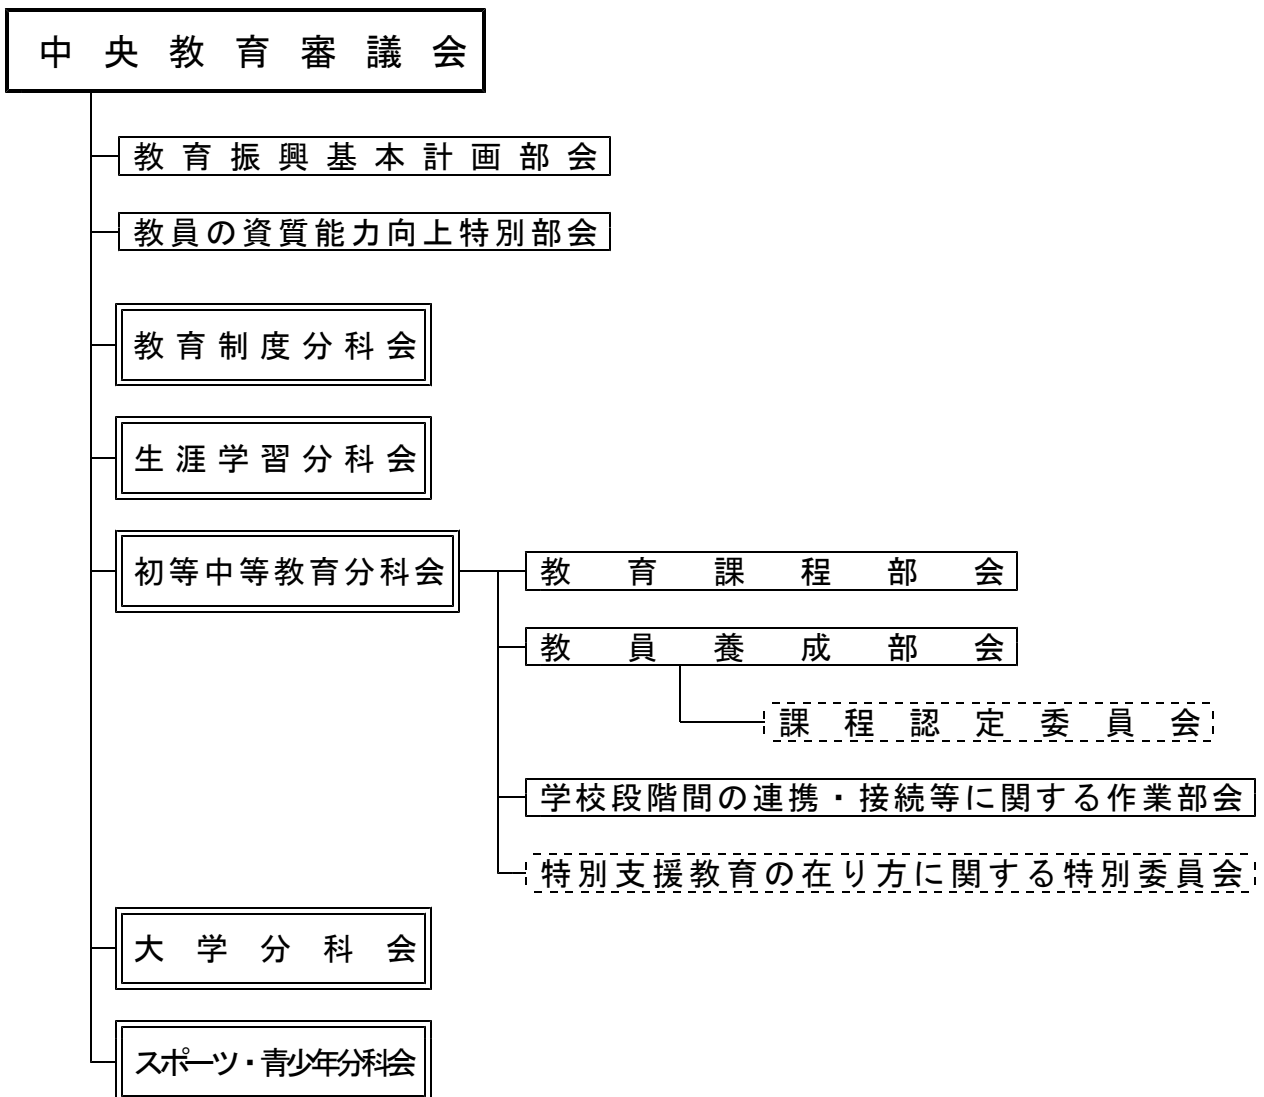 中央教育審議会
教育振興基本計画部会
教員の資質能力向上特別部会
教育制度分科会
生涯学習分科会
初等中等教育分科会
教育課程部会
教員養成部会
課程認定委員会
学校段階間の連携・接続等に関する作業部会
特別支援教育の在り方に関する特別委員会
大学分科会
スポーツ・青少年分科会